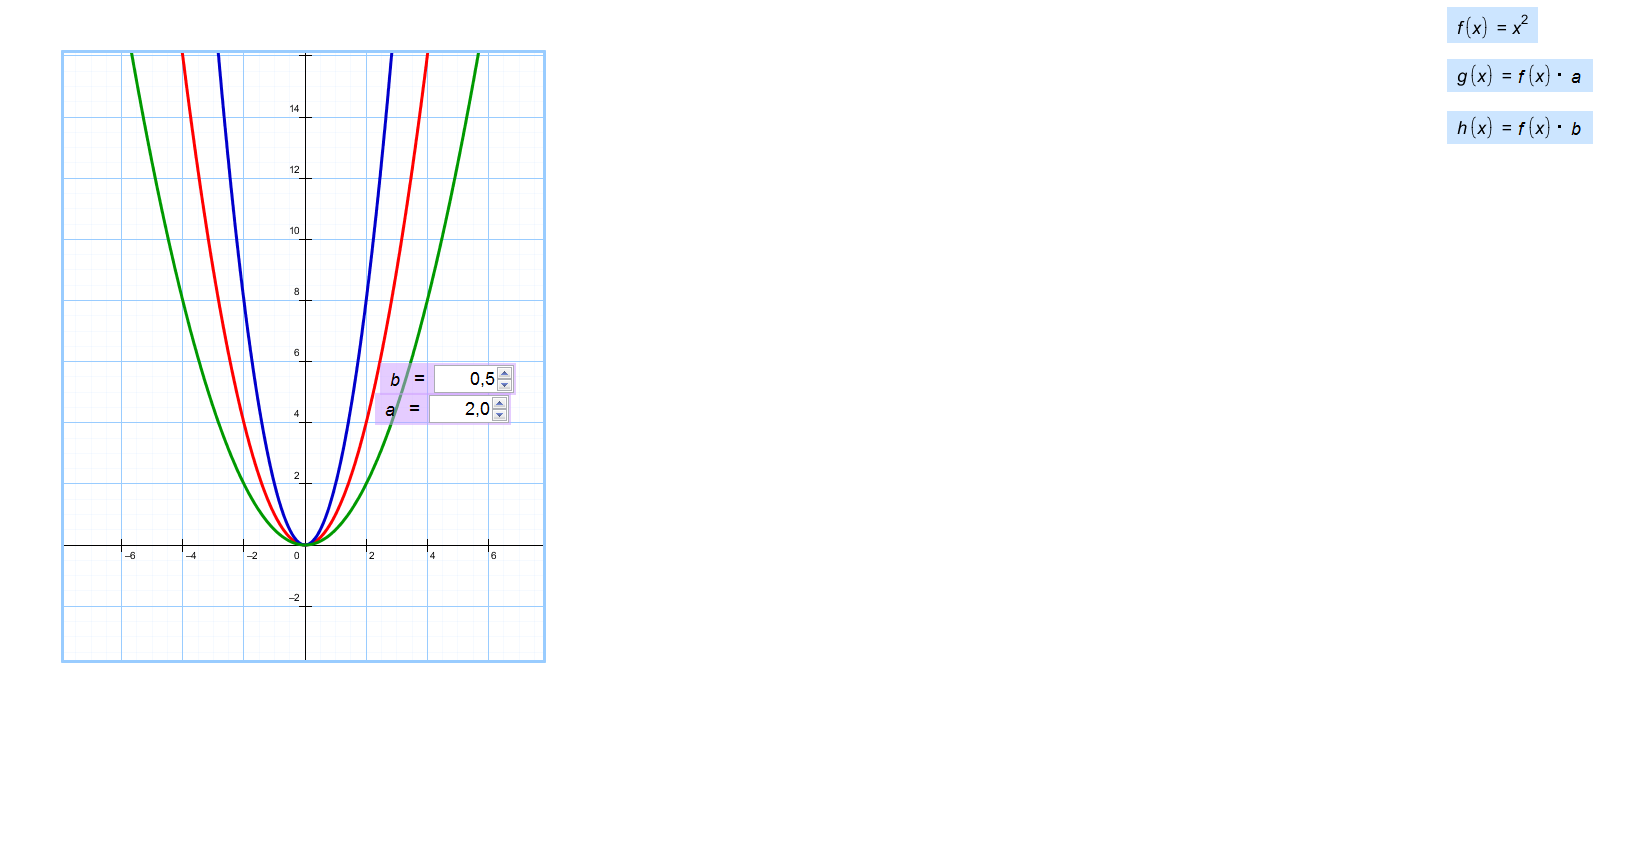 f(x) = x²
g(x) = f(x) · a
h(x) = f(x) · b
14
12
10
8
6
b = 0,5
a = 2,0
4
2
–6 –4 –2 0 2 4 6
–2